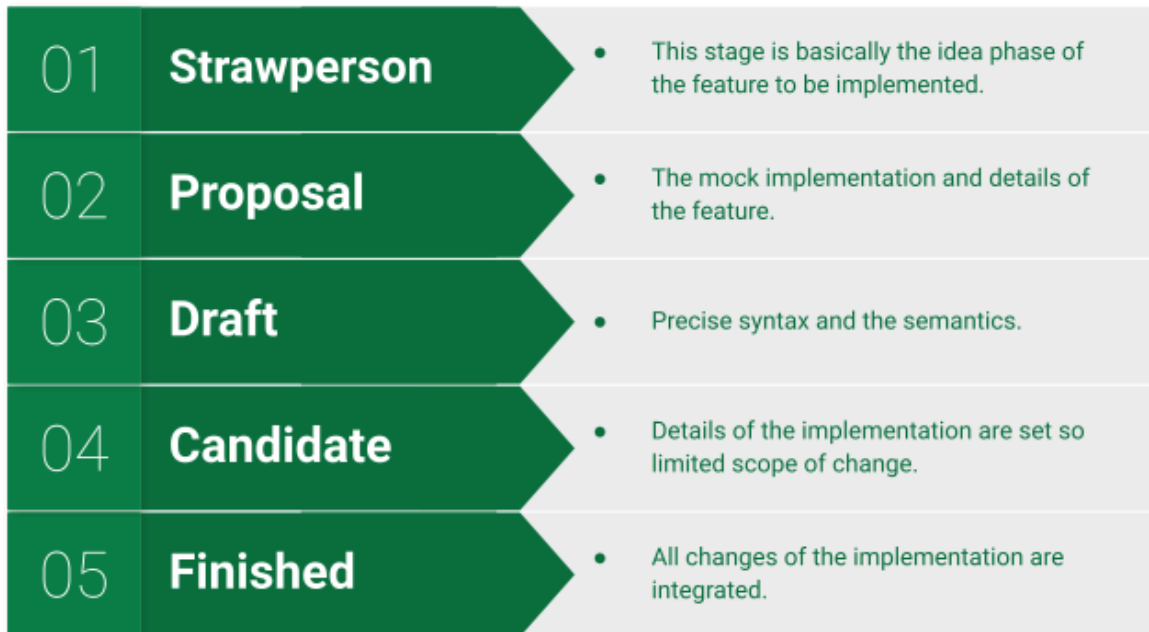 01
Strawperson
• This stage is basically the idea phase of
the feature to be implemented.
02
Proposal
• The mock implementation and details of
the feature.
03
Draft
• Precise syntax and the semantics.
04
Candidate
• Details of the implementation are set so
limited scope of change.
05
Finished
• All changes of the implementation are
integrated.